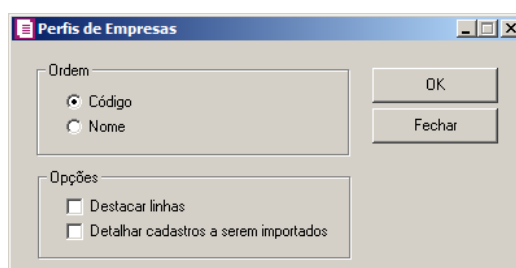 Perfis de Empresas
Ordem
Código
Nome
OK
Fechar
Opções
Destacar linhas
Detalhar cadastros a serem importados